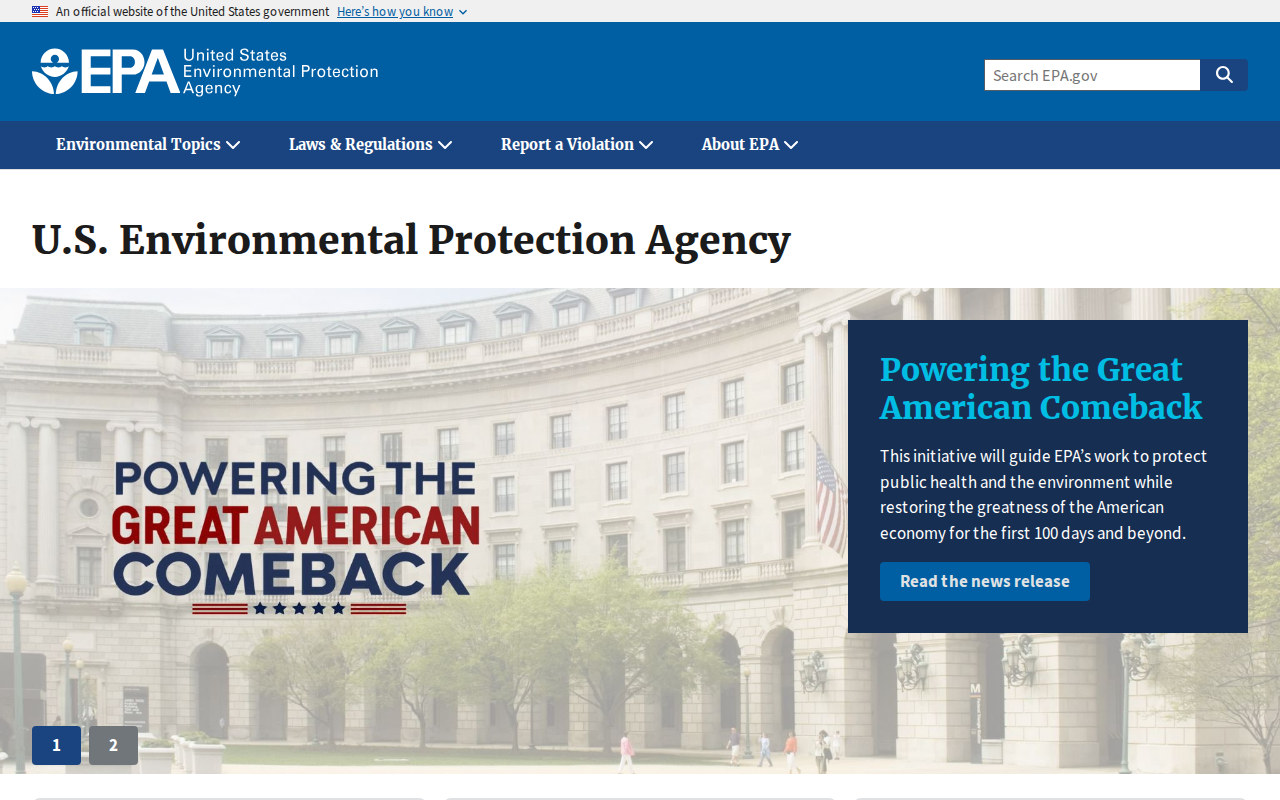 An official website of the United States government Here's how you know
EPA United States
Environmental Protection
Agency
Search EPA.gov
Environmental Topics Laws & Regulations Report a Violation About EPA
U.S. Environmental Protection Agency
POWERING THE
GREAT AMERICAN
COMEBACK
Powering the Great
American Comeback
This initiative will guide EPA's work to protect
public health and the environment while
restoring the greatness of the American
economy for the first 100 days and beyond.
Read the news release
M
1 2